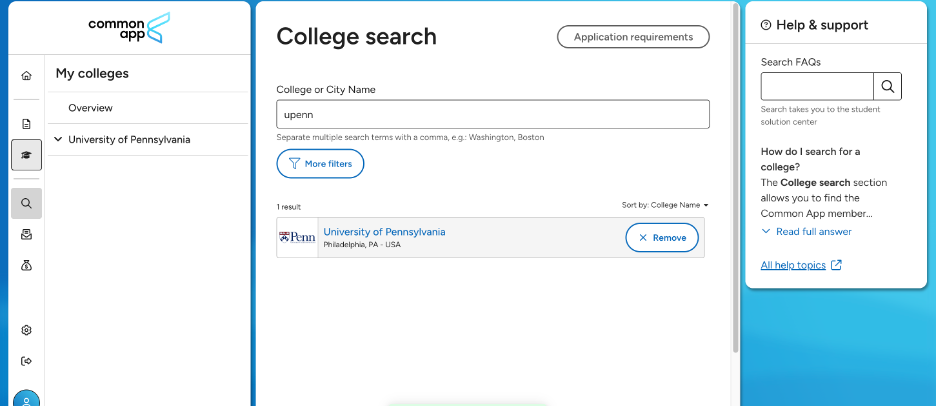 common
app
My colleges
Overview
University of Pennsylvania
College search
Application requirements
College or City Name
upenn
Separate multiple search terms with a comma, e.g.: Washington, Boston
More filters
1 result
Sort by: College Name
Penn
University of Pennsylvania
Philadelphia, PA - USA
Remove
Help & support
Search FAQs
Search takes you to the student
solution center
How do I search for a
college?
The College search section
allows you to find the
Common App member...
Read full answer
All help topics